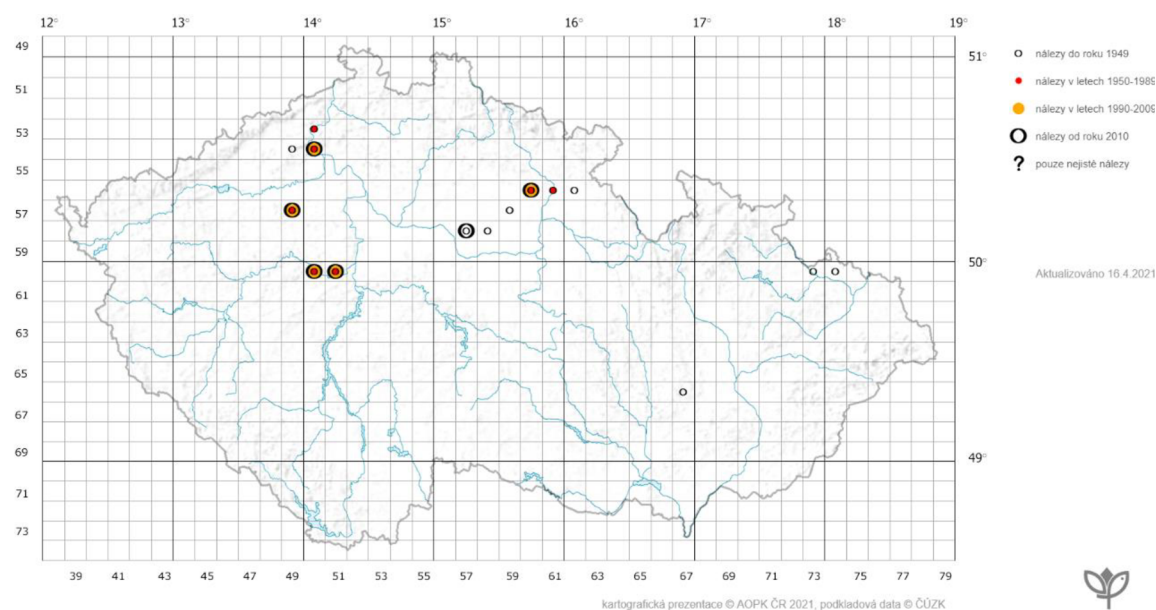 12° 13° 14° 15° 16° 17° 18° 19°
49
51°
51
53
55
57
59
50°
61
63
65
67
69
49°
71
73
39 41 43 45 47 49 51 53 55 57 59 61 63 65 67 69 71 73 75 77 79
nálezy do roku 1949
nálezy v letech 1950-1989
nálezy v letech 1990-2009
nálezy od roku 2010
? pouze nejisté nálezy
Aktualizováno 16.4.2021
kartografická prezentace © AOPK ČR 2021, podkladová data © ČÚZK